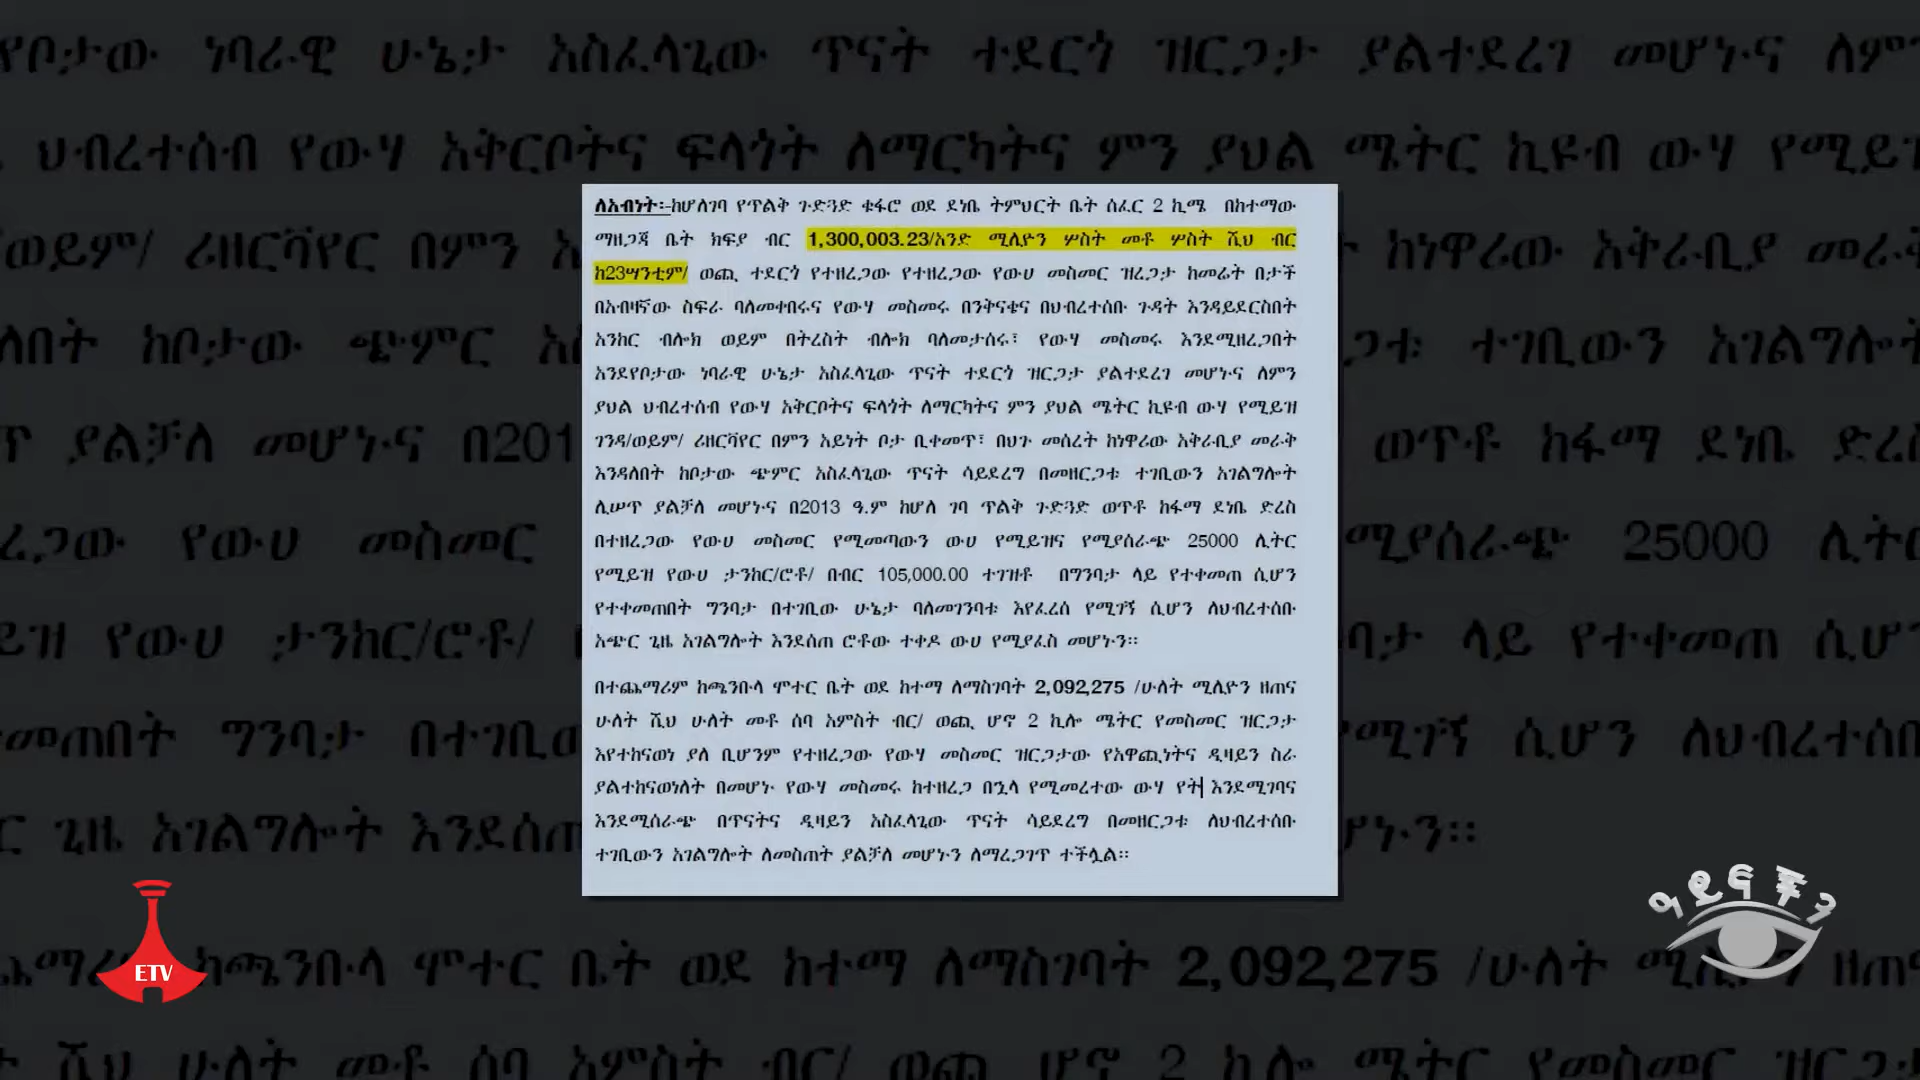 ለአብነት፡-ከሆለገባ የጥልቅ ጉድጓድ ቁፋሮ ወደ ደነቤ ትምህርት ቤት ሰፈር 2 ኪሜ በከተማው
ማዘጋጃ ቤት ክፍያ ብር 1,300,003.23/አንድ ሚሊዮን ሦስት መቶ ሦስት ሺህ ብር
ከ23ሣንቲም/ ወጪ ተደርጎ የተዘረጋው የተዘረጋው የውሀ መስመር ዝረጋታ ከመሬት በታች
በአብዛኛው ስፍራ ባለመቀበሩና የውሃ መስመሩ በንቅናቄና በህብረተሰቡ ጉዳት እንዳይደርስበት
አንከር ብሎክ ወይም በትረስት ብሎክ ባለመታሰሩ፣ የውሃ መስመሩ እንደሚዘረጋበት
እንደየቦታው ነባራዊ ሁኔታ አስፈላጊው ጥናት ተደርጎ ዝርጋታ ያልተደረገ መሆኑና ለምን
ያህል ህብረተሰብ የውሃ አቅርቦትና ፍላጎት ለማርካትና ምን ያህል ሜትር ኪዩብ ውሃ የሚይዝ
ገንዳ/ወይም/ ሪዘርቫየር በምን አይነት ቦታ ቢቀመጥ፣ በህጉ መሰረት ከነዋሪው አቅራቢያ መራቅ
እንዳለበት ከቦታው ጭምር አስፈላጊው ጥናት ሳይደረግ በመዘርጋቱ ተገቢውን አገልግሎት
ሊሠጥ ያልቻለ መሆኑና በ2013 ዓ.ም ከሆለ ገባ ጥልቅ ጉድጓድ ወጥቶ ከፋማ ደነቤ ድረስ
በተዘረጋው የውሀ መስመር የሚመጣውን ውሀ የሚይዝና የሚያሰራጭ 25000 ሊትር
የሚይዝ የውሀ ታንከር/ሮቶ/ በብር 105,000.00 ተገዝቶ በግንባታ ላይ የተቀመጠ ሲሆን
የተቀመጠበት ግንባታ በተገቢው ሁኔታ ባለመገንባቱ እየፈረሰ የሚገኝ ሲሆን ለህብረተሰቡ
አጭር ጊዜ አገልግሎት እንደሰጠ ሮቶው ተቀዶ ውሀ የሚያፈስ መሆኑን፡፡
በተጨማሪም ከጫንቡላ ሞተር ቤት ወደ ከተማ ለማስገባት 2,092,275 /ሁለት ሚሊዮን ዘጠና
ሁለት ሺህ ሁለት መቶ ሰባ አምስት ብር/ ወጪ ሆኖ 2 ኪሎ ሜትር የመስመር ዝርጋታ
እየተከናወነ ያለ ቢሆንም የተዘረጋው የውሃ መስመር ዝርጋታው የአዋጪነትና ዲዛይን ስራ
ያልተከናወነለት በመሆኑ የውሃ መስመሩ ከተዘረጋ በኂላ የሚመረተው ውሃ የት እንደሚገባና
እንደሚሰራጭ በጥናትና ዲዛይን አስፈላጊው ጥናት ሳይደረግ በመዘርጋቱ ለህብረተሰቡ
ተገቢውን አገልግሎት ለመስጠት ያልቻለ መሆኑን ለማረጋገጥ ተችሏል፡፡
ETV
ዓይናችን